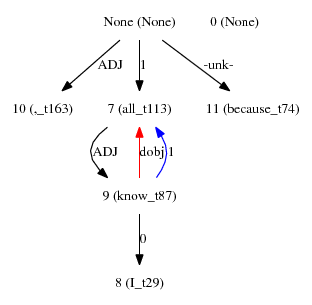 None (None) 0 (None)
ADJ 1 -unk-
10 (,_t163) 7 (all_t113) 11 (because_t74)
ADJ dobj 1
9 (know_t87)
0
8 (I_t29)